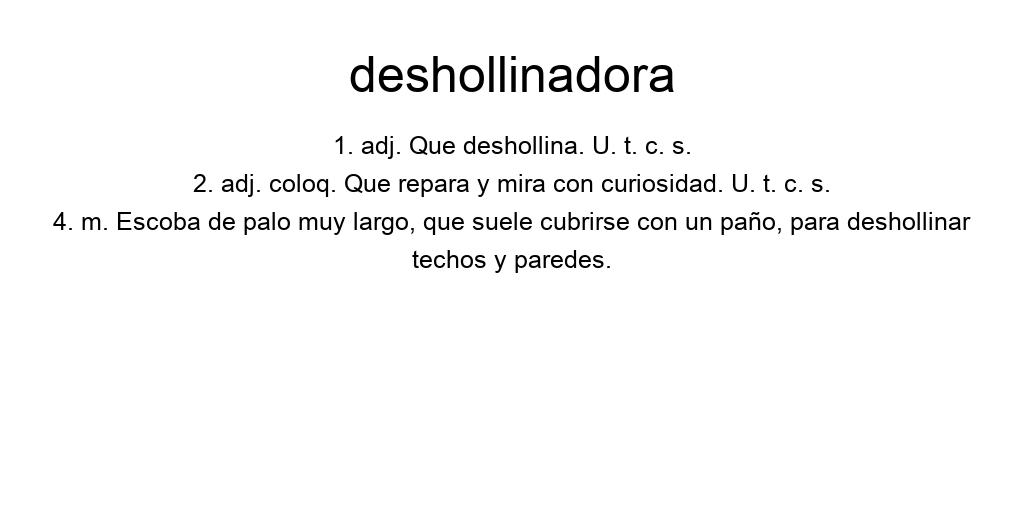 deshollinadora
1. adj. Que deshollina. U. t. c. s.
2. adj. coloq. Que repara y mira con curiosidad. U. t. c. s.
4. m. Escoba de palo muy largo, que suele cubrirse con un paño, para deshollinar
techos y paredes.